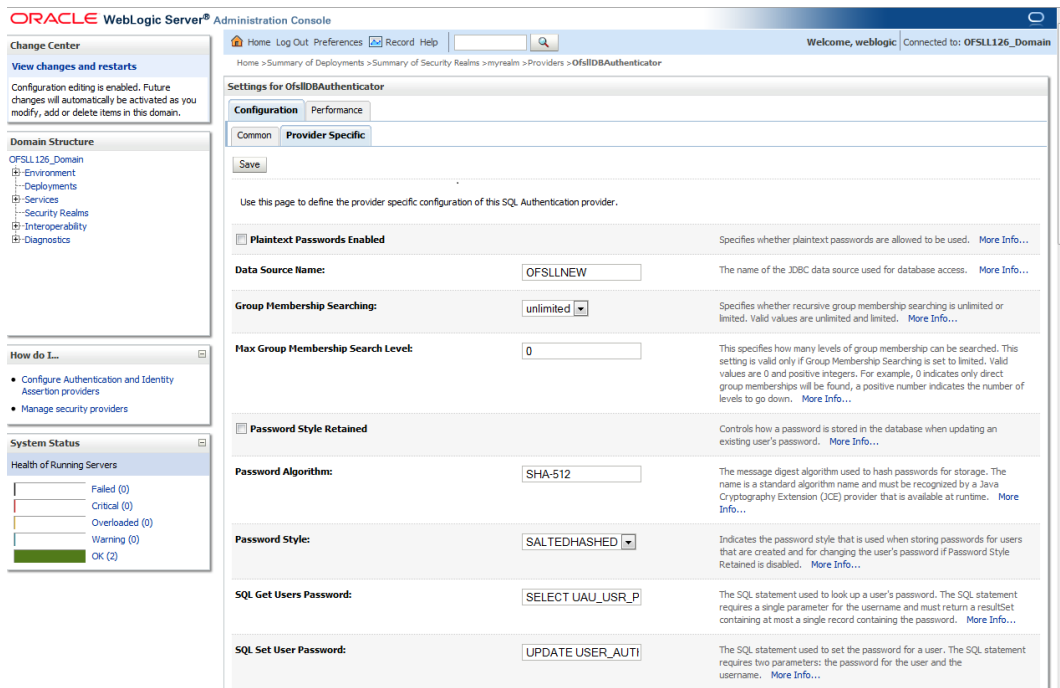 ORACLE WebLogic Server® Administration Console
Change Center
View changes and restarts
Configuration editing is enabled. Future
changes will automatically be activated as you
modify, add or delete items in this domain.
Domain Structure
OFSLL126_Domain
Environment
Deployments
Services
Security Realms
Interoperability
Diagnostics
How do I...
Configure Authentication and Identity
Assertion providers
Manage security providers
System Status
Health of Running Servers
Failed (0)
Critical (0)
Overloaded (0)
Warning (0)
OK (2)
Home Log Out Preferences Record Help
Welcome, weblogic Connected to: OFSLL126_Domain
Home >Summary of Deployments >Summary of Security Realms >myrealm >Providers >OfsllDBAuthenticator
Settings for OfsllDBAuthenticator
Configuration Performance
Common Provider Specific
Save
Use this page to define the provider specific configuration of this SQL Authentication provider.
Plaintext Passwords Enabled
Specifies whether plaintext passwords are allowed to be used. More Info...
Data Source Name:
OFSLLNEW
The name of the JDBC data source used for database access. More Info...
Group Membership Searching:
unlimited
Specifies whether recursive group membership searching is unlimited or
limited. Valid values are unlimited and limited. More Info...
Max Group Membership Search Level:
0
This specifies how many levels of group membership can be searched. This
setting is valid only if Group Membership Searching is set to limited. Valid
values are 0 and positive integers. For example, 0 indicates only direct
group memberships will be found, a positive number indicates the number of
levels to go down. More Info...
Password Style Retained
Controls how a password is stored in the database when updating an
existing user's password. More Info...
Password Algorithm:
SHA-512
The message digest algorithm used to hash passwords for storage. The
name is a standard algorithm name and must be recognized by a Java
Cryptography Extension (JCE) provider that is available at runtime. More
Info...
Password Style:
SALTEDHASHED
Indicates the password style that is used when storing passwords for users
that are created and for changing the user's password if Password Style
Retained is disabled. More Info...
SQL Get Users Password:
SELECT UAU_USR_P
The SQL statement used to look up a user's password. The SQL statement
requires a single parameter for the username and must return a resultSet
containing at most a single record containing the password. More Info...
SQL Set User Password:
UPDATE USER_AUTH
The SQL statement used to set the password for a user. The SQL statement
requires two parameters: the password for the user and the
username. More Info...